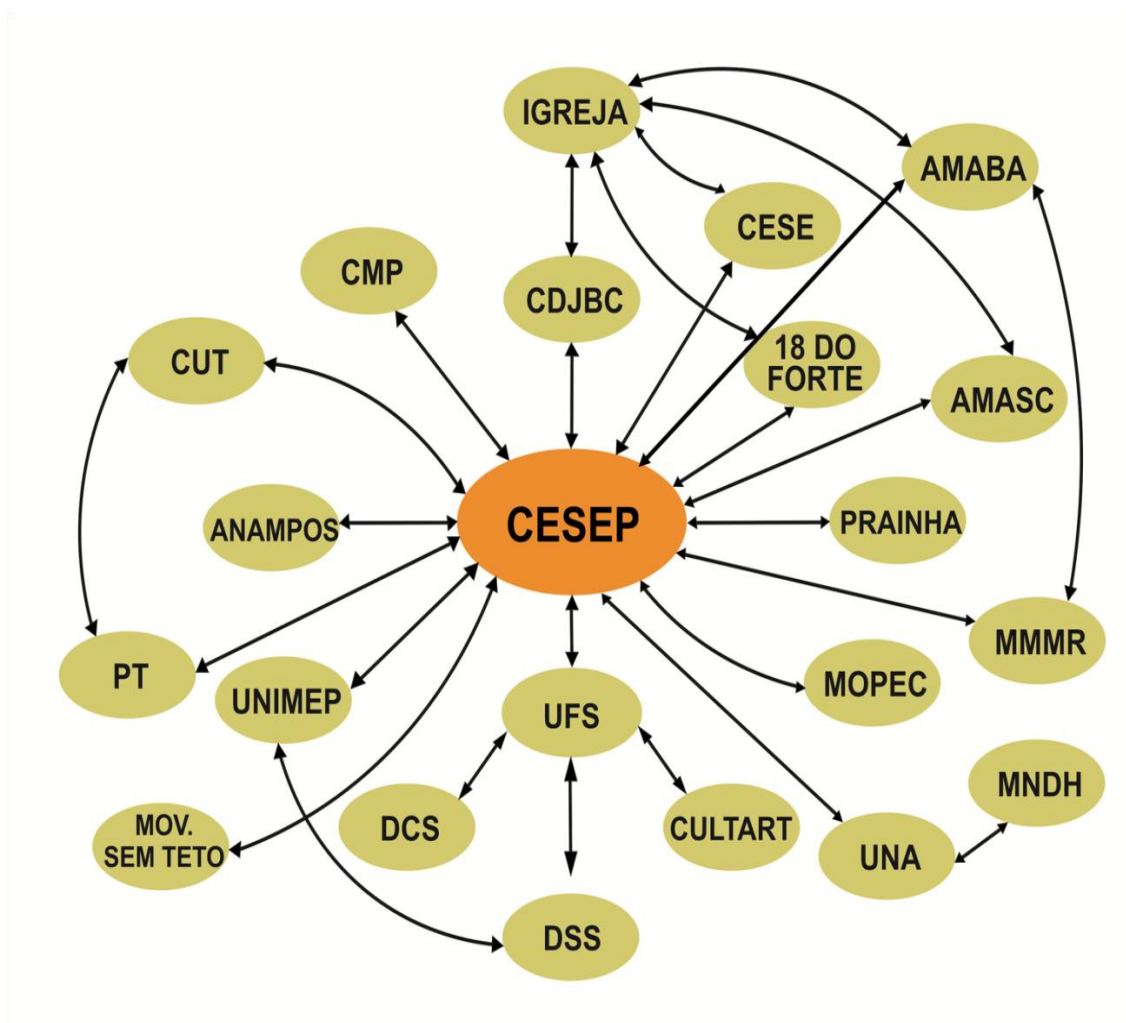 IGREJA
AMABA
CESE
CMP
CDJBC
18 DO
FORTE
CUT
AMASC
ANAMPOS
CESEP
PRAINHA
MMMR
PT
UNIMEP
UFS
MOPEC
MNDH
MOV.
SEM TETO
DCS
CULTART
UNA
DSS